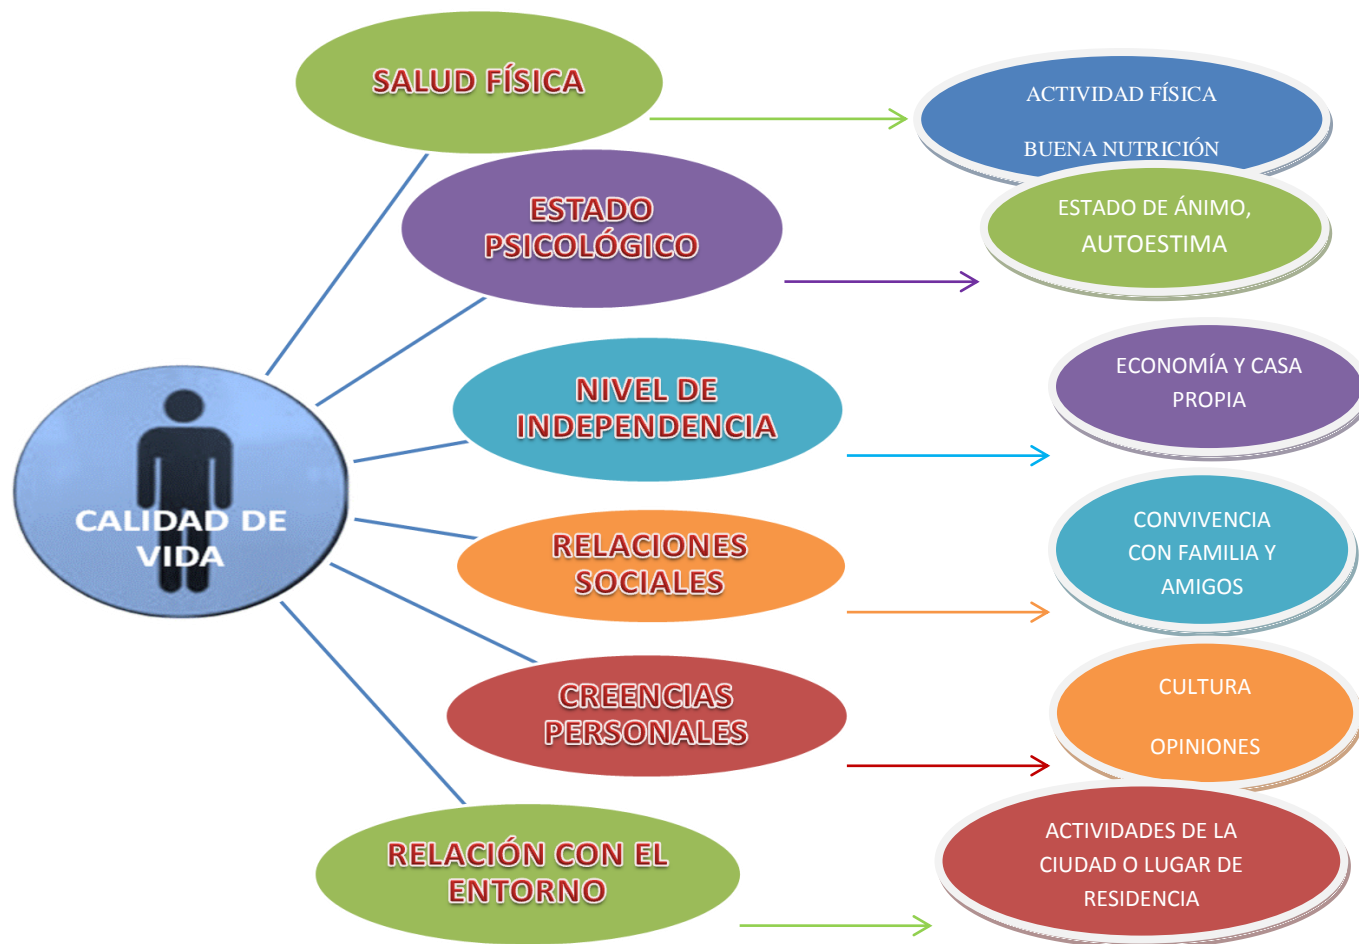 SALUD FÍSICA
ACTIVIDAD FÍSICA
BUENA NUTRICIÓN
ESTADO
PSICOLÓGICO
ESTADO DE ÁNIMO,
AUTOESTIMA
NIVEL DE
INDEPENDENCIA
ECONOMÍA Y CASA
PROPIA
CALIDAD DE
VIDA
RELACIONES
SOCIALES
CONVIVENCIA
CON FAMILIA Y
AMIGOS
CREENCIAS
PERSONALES
CULTURA
OPINIONES
RELACIÓN CON EL
ENTORNO
ACTIVIDADES DE LA
CIUDAD O LUGAR DE
RESIDENCIA